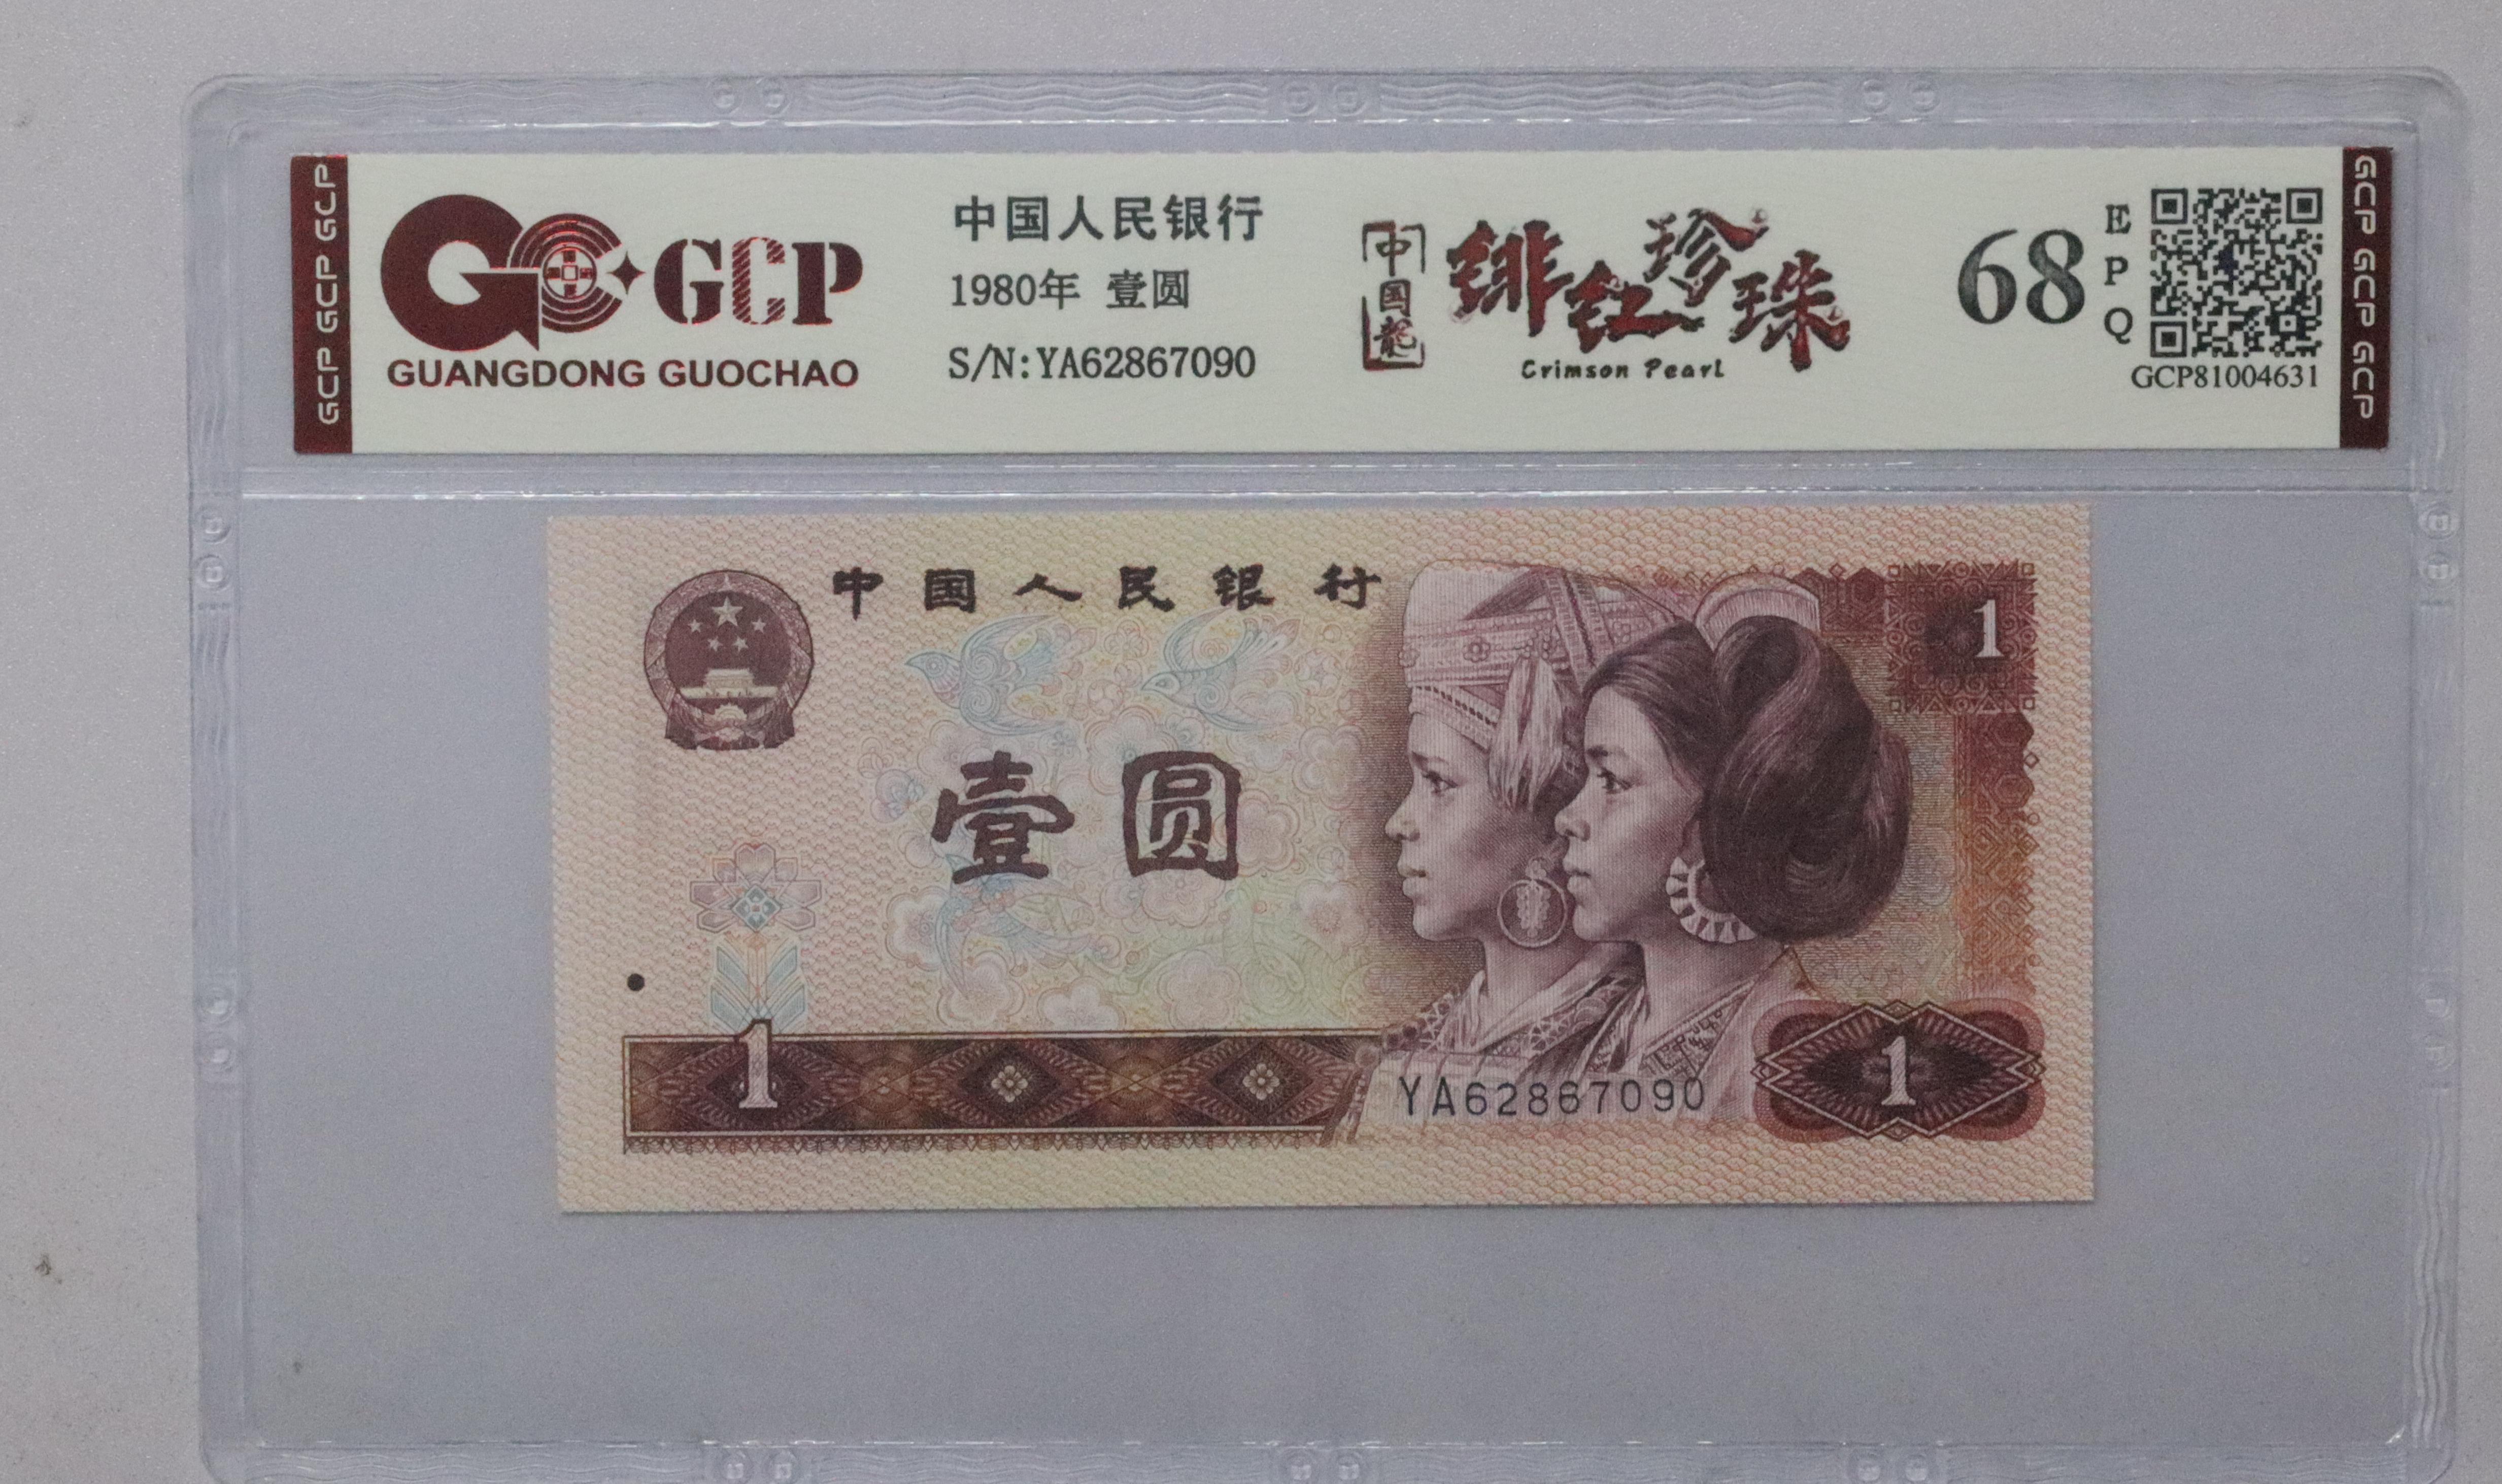 GCP GCP GCP
GCP
GUANGDONG GUOCHAO
中国人民银行
1980年 壹圆
S/N:YA62867090
中国龍
绯红珍珠
Crimson Pearl
68
EPQ
GCP81004631
GCP GCP GCP
中国人民银行
1
壹圆
1
YA62867090
1